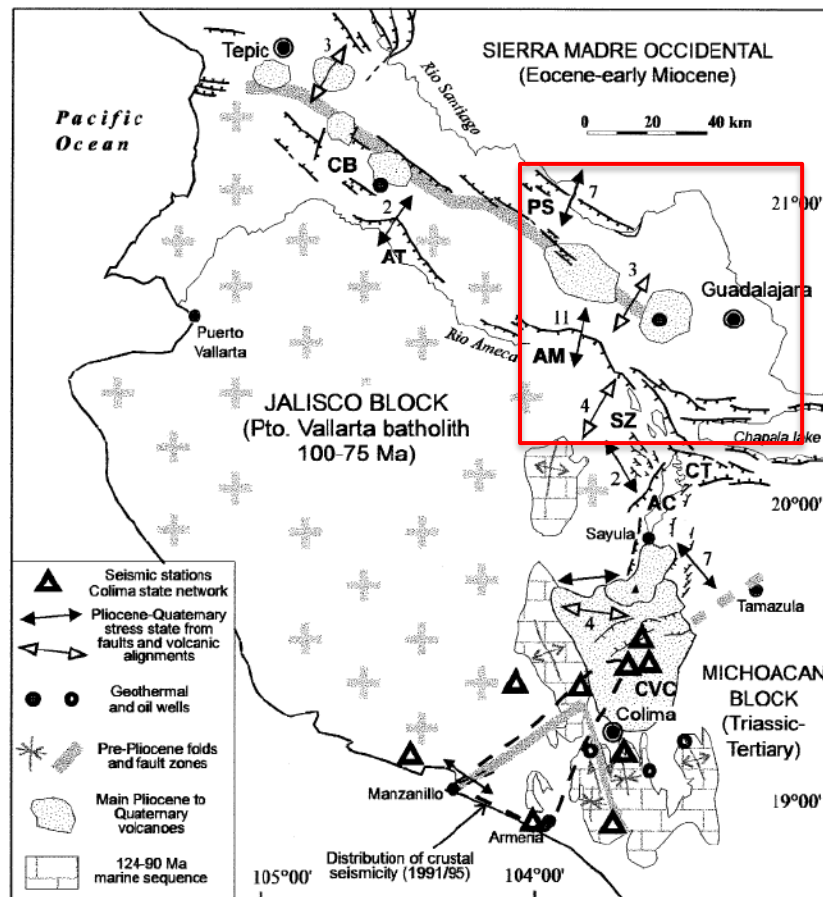 Tepic
3
SIERRA MADRE OCCIDENTAL
(Eocene-early Miocene)
Pacific
Ocean
Rio Santiago
0 20 40 km
CB
PS
7
21°00'
2
AT
3
Guadalajara
11
Puerto
Vallarta
Rio Ameca
AM
JALISCO BLOCK
(Pto. Vallarta batholith
100-75 Ma)
4
SZ
Chapala lake
2
CT
AC
20°00'
Sayula
7
Tamazula
4
Seismic stations
Colima state network
Pliocene-Quaternary
stress state from
faults and volcanic
alignments
Geothermal
and oil wells
Pre-Pliocene folds
and fault zones
Main Pliocene to
Quaternary
volcanoes
124-90 Ma
marine sequence
CVC
MICHOACAN
BLOCK
(Triassic-
Tertiary)
Colima
Manzanillo
19°00'
Armeria
Distribution of crustal
seismicity (1991/95)
105°00'
104°00'